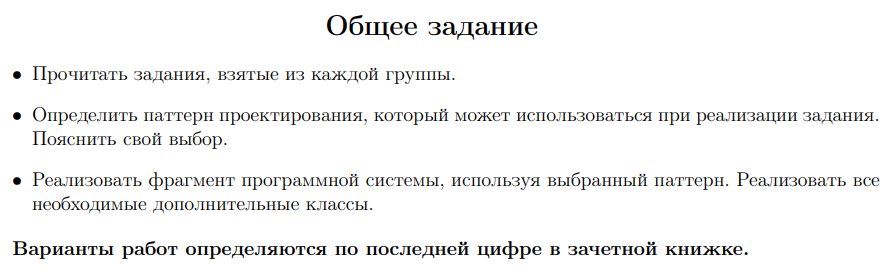 Общее задание
• Прочитать задания, взятые из каждой группы.
• Определить паттерн проектирования, который может использоваться при реализации задания.
Пояснить свой выбор.
• Реализовать фрагмент программной системы, используя выбранный паттерн. Реализовать все
необходимые дополнительные классы.
Варианты работ определяются по последней цифре в зачетной книжке.